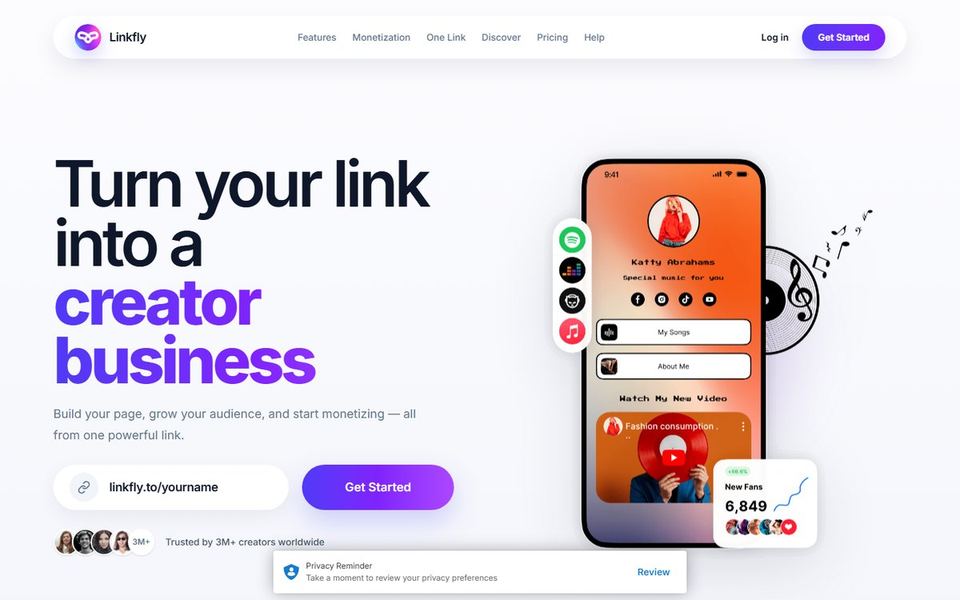 Linkfly
Features
Monetization
One Link
Discover
Pricing
Help
Log in
Get Started
Turn your link
into a
creator
business
Build your page, grow your audience, and start monetizing — all
from one powerful link.
linkfly.to/yourname
Get Started
3M+
Trusted by 3M+ creators worldwide
9:41
Katty Abrahams
Special music for you
My Songs
About Me
Watch My New Video
Fashion consumption .
..
+66.6%
New Fans
6,849
Privacy Reminder
Take a moment to review your privacy preferences
Review